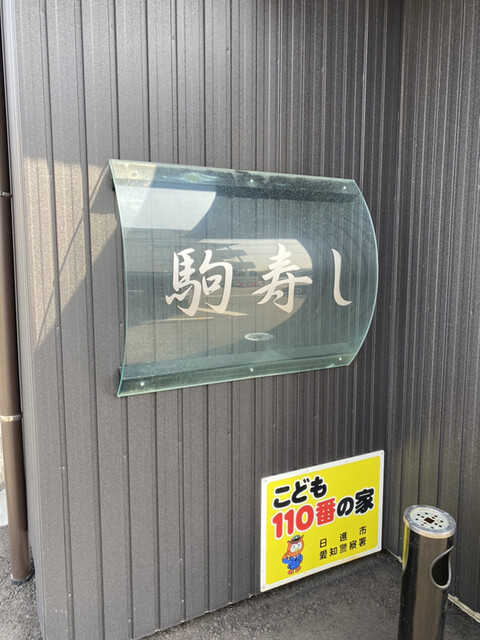 駒寿し
こども
110番の家
日進市
愛知警察署